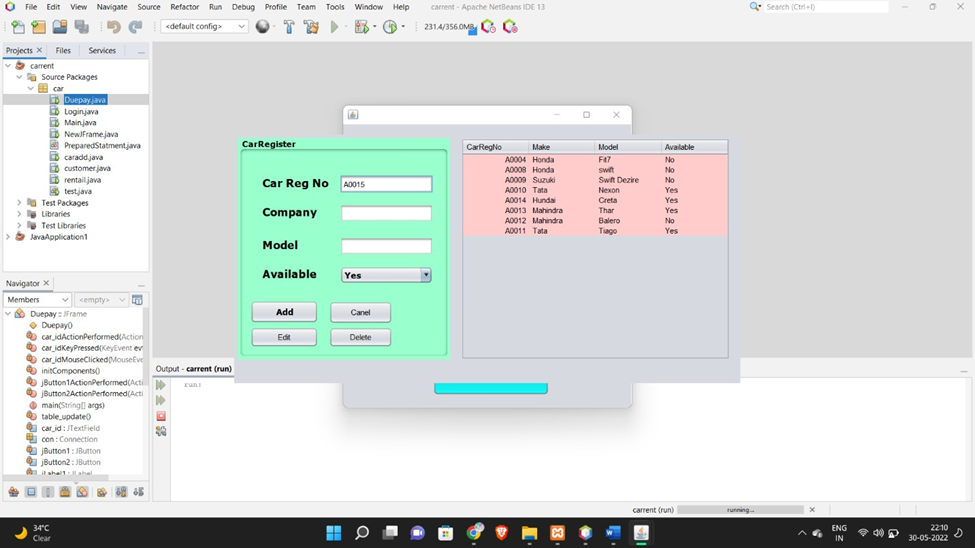 File Edit View Navigate Source Refactor Run Debug Profile Team Tools Window Help
carrent - Apache NetBeans IDE 13
Search (Ctrl+I)
<default config>
231.4/356.0MB
Projects
Files
Services
carrent
Source Packages
car
Duepay.java
Login.java
Main.java
NewJFrame.java
PreparedStatment.java
caradd.java
customer.java
rentail.java
test.java
Test Packages
Libraries
Test Libraries
JavaApplication1
Navigator
Members
<empty>
Duepay :: JFrame
Duepay()
car_idActionPerformed(Action
car_idKeyPressed(KeyEvent ev
car_idMouseClicked(MouseEve
initComponents()
jButton1ActionPerformed(Actio
jButton2ActionPerformed(Actio
main(String[] args)
table_update()
car_id : JTextField
con : Connection
jButton1 : JButton
jButton2 : JButton
jLabel1 : JLabel
CarRegister
Car Reg No A0015
Company
Model
Available Yes
Add Canel
Edit Delete
CarRegNo Make Model Available
A0004 Honda Fit7 No
A0008 Honda swift No
A0009 Suzuki Swift Dezire No
A0010 Tata Nexon Yes
A0014 Hundai Creta Yes
A0013 Mahindra Thar Yes
A0012 Mahindra Balero No
A0011 Tata Tiago Yes
Output - carrent (run)
run:
carrent (run)
running...
34°C
Clear
ENG
IN
22:10
30-05-2022